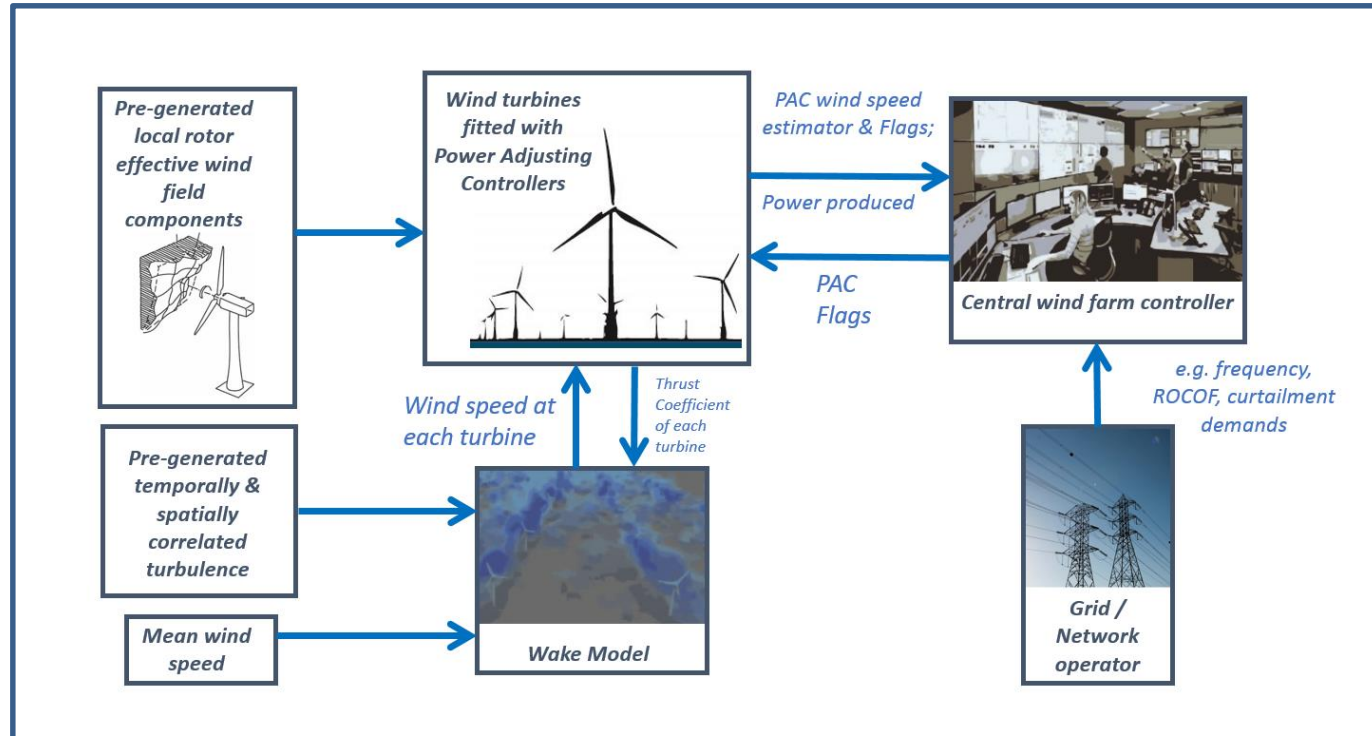 Pre-generated
local rotor
effective wind
field
components
Wind turbines
fitted with
Power Adjusting
Controllers
PAC wind speed
estimator & Flags;
Power produced
PAC
Flags
Central wind farm controller
Wind speed at
each turbine
Thrust
Coefficient
of each
turbine
e.g. frequency,
ROCOF, curtailment
demands
Pre-generated
temporally &
spatially
correlated
turbulence
Mean wind
speed
Wake Model
Grid /
Network
operator